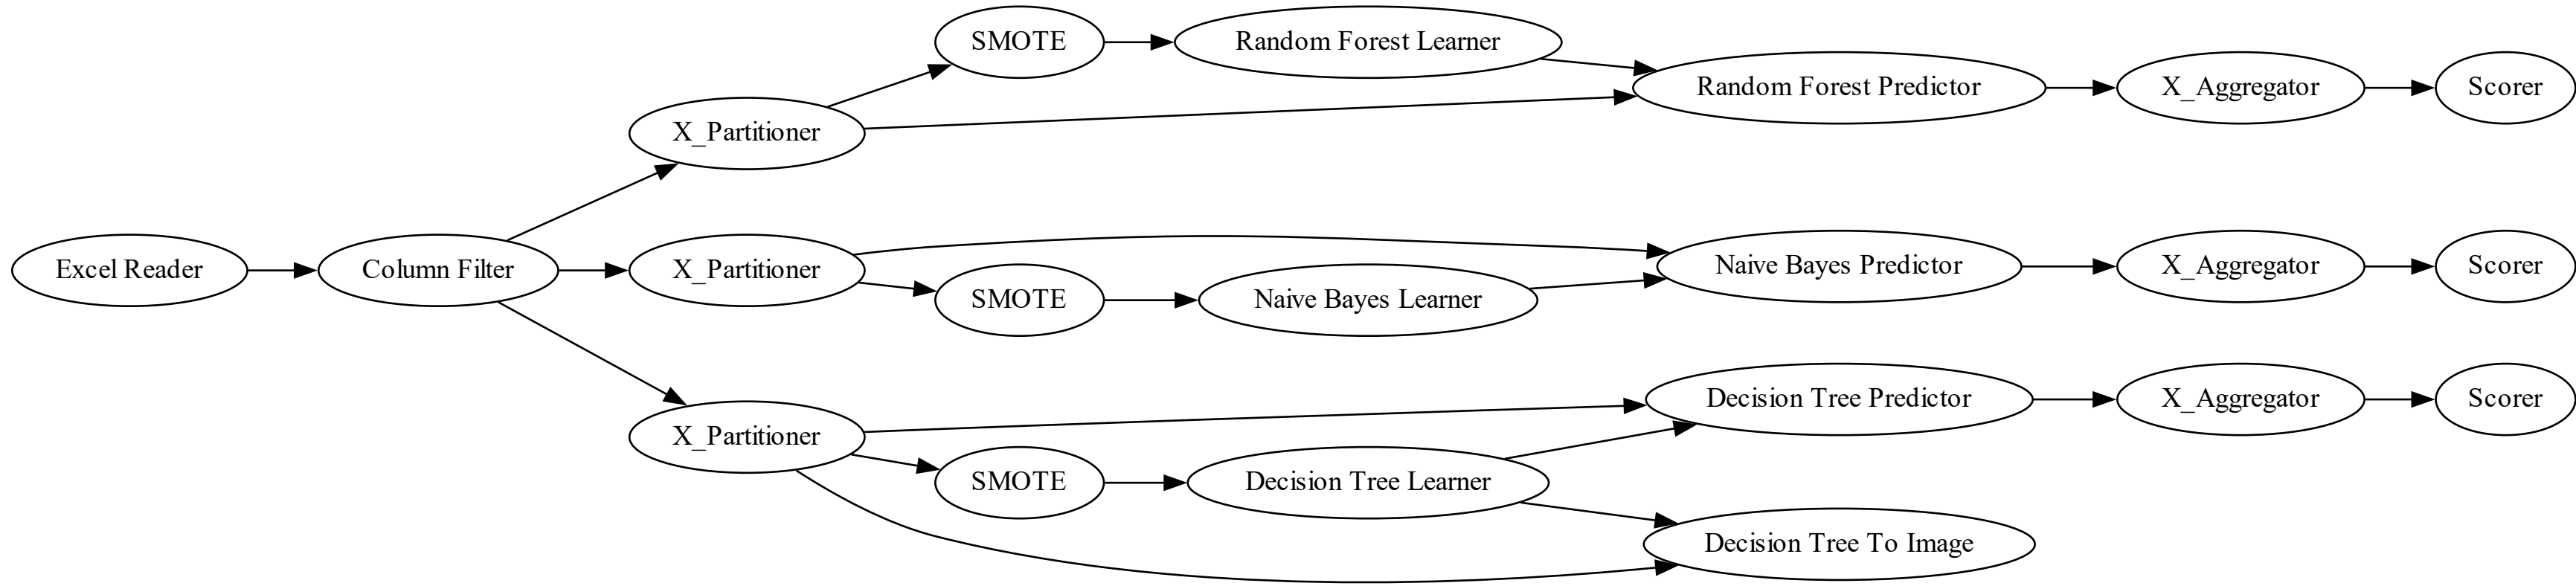 SMOTE
Random Forest Learner
Random Forest Predictor
X_Aggregator
Scorer
X_Partitioner
Excel Reader
Column Filter
X_Partitioner
SMOTE
Naive Bayes Learner
Naive Bayes Predictor
X_Aggregator
Scorer
X_Partitioner
SMOTE
Decision Tree Learner
Decision Tree Predictor
X_Aggregator
Scorer
Decision Tree To Image